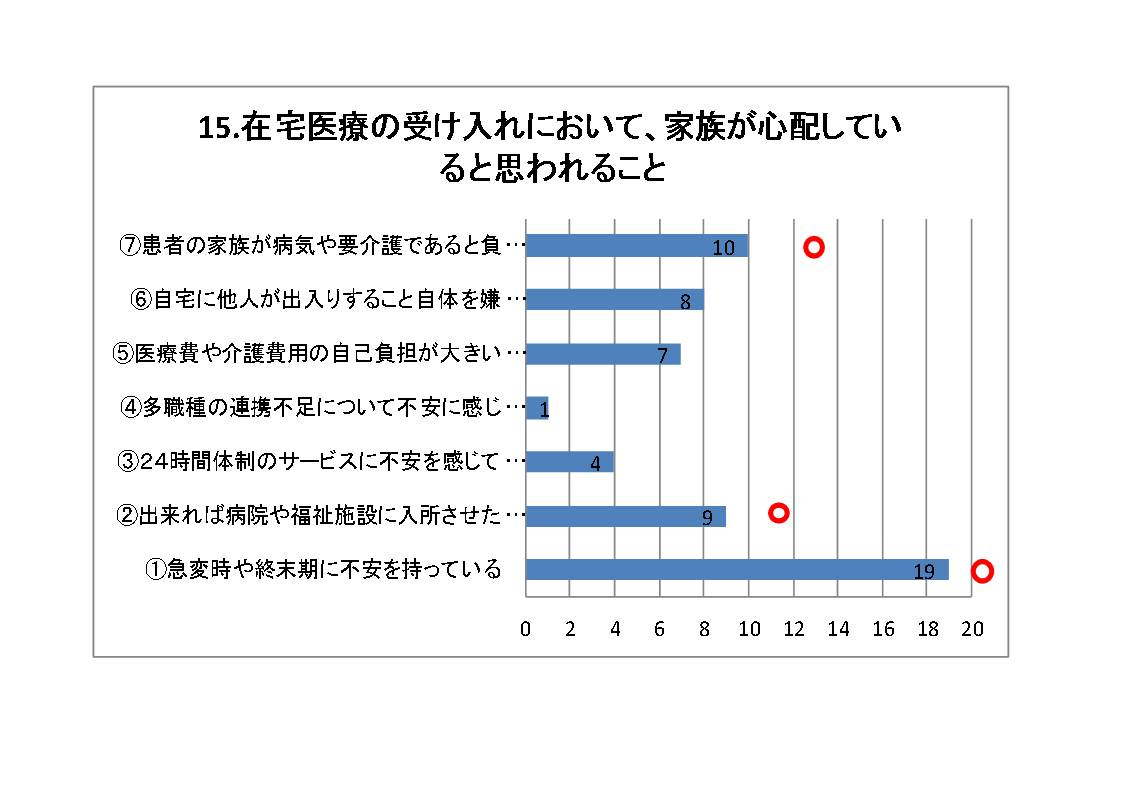 15.在宅医療の受け入れにおいて、家族が心配してい
ると思われること
⑦患者の家族が病気や要介護であると負… 10
⑥自宅に他人が出入りすること自体を嫌… 8
⑤医療費や介護費用の自己負担が大きい… 7
④多職種の連携不足について不安に感じ… 1
③24時間体制のサービスに不安を感じて… 4
②出来れば病院や福祉施設に入所させた… 9
①急変時や終末期に不安を持っている 19
0 2 4 6 8 10 12 14 16 18 20